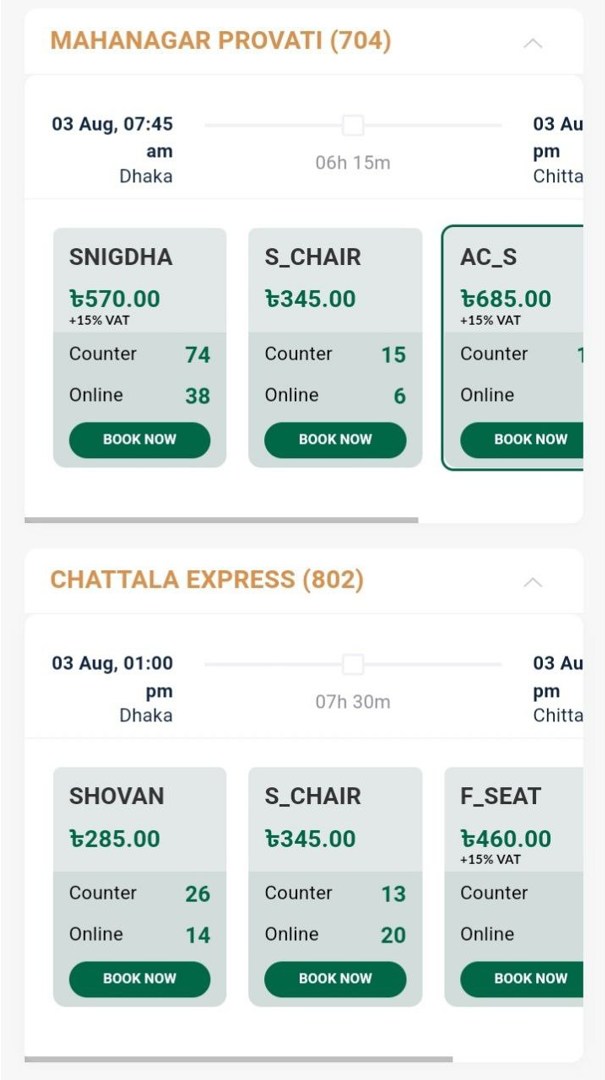 MAHANAGAR PROVATI (704)
03 Aug, 07:45
am
Dhaka
06h 15m
03 Au
pm
Chitta
SNIGDHA
৳570.00
+15% VAT
Counter 74
Online 38
BOOK NOW
S_CHAIR
৳345.00
Counter 15
Online 6
BOOK NOW
AC_S
৳685.00
+15% VAT
Counter 1
Online
BOOK NOW
CHATTALA EXPRESS (802)
03 Aug, 01:00
pm
Dhaka
07h 30m
03 Au
pm
Chitta
SHOVAN
৳285.00
Counter 26
Online 14
BOOK NOW
S_CHAIR
৳345.00
Counter 13
Online 20
BOOK NOW
F_SEAT
৳460.00
+15% VAT
Counter
Online
BOOK NOW